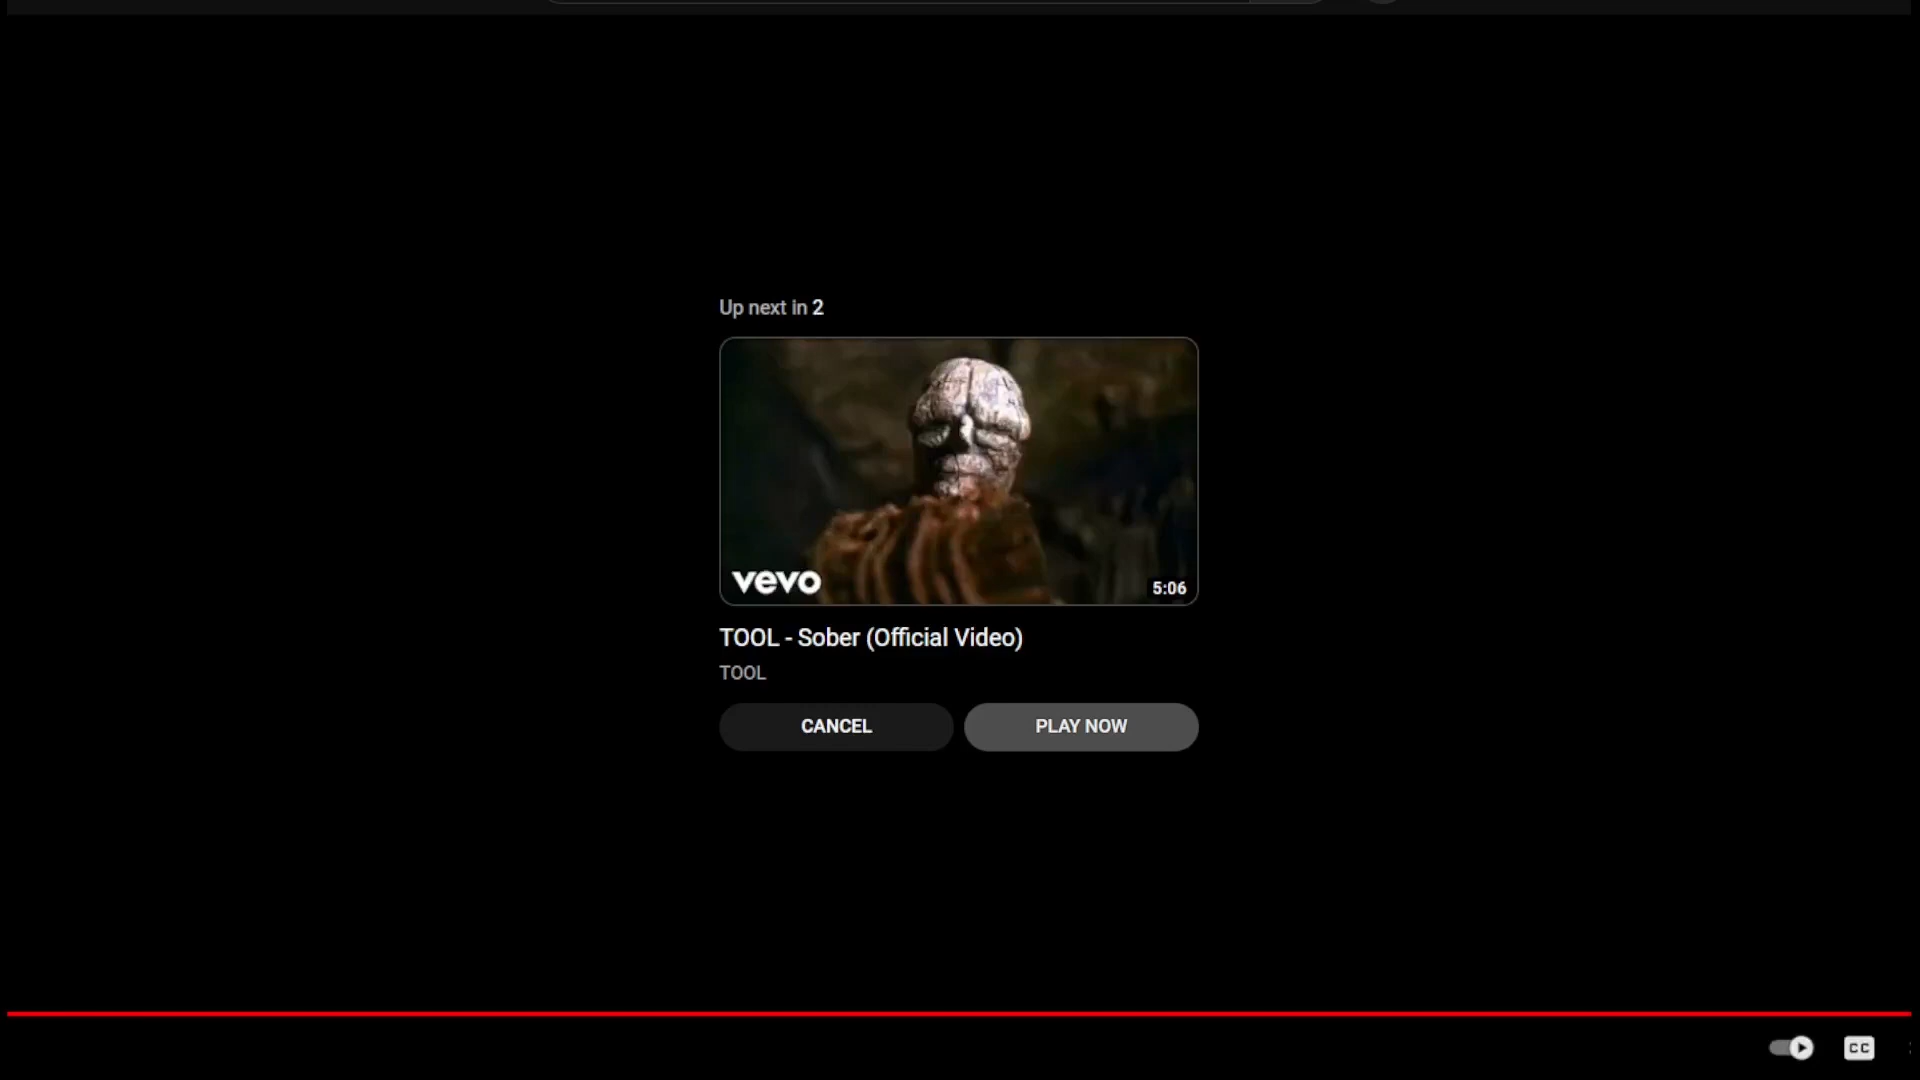 Up next in 2
vevo
5:06
TOOL - Sober (Official Video)
TOOL
CANCEL
PLAY NOW
CC